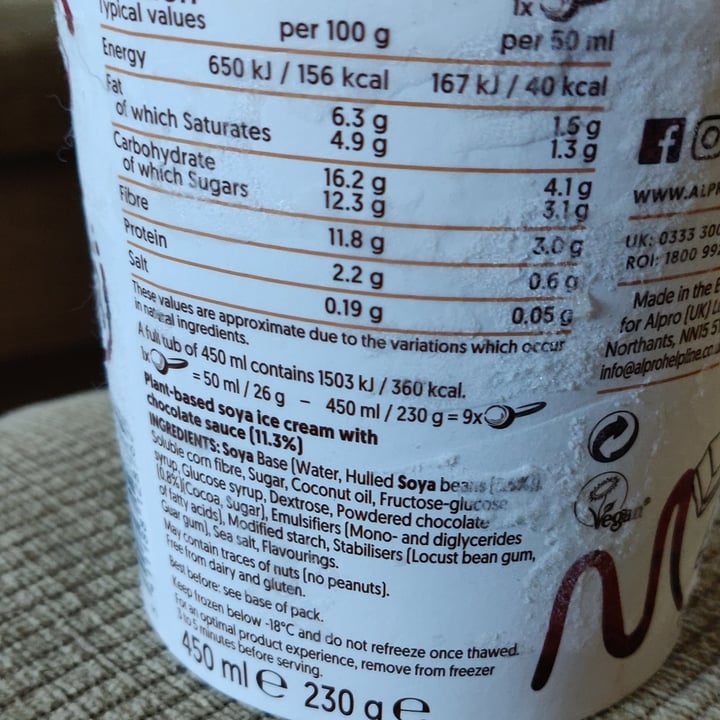 Typical values per 100 g 1x per 50 ml
Energy 650 kJ / 156 kcal 167 kJ / 40 kcal
Fat 6.3 g 1.6 g
of which Saturates 4.9 g 1.3 g
Carbohydrate 16.2 g 4.1 g
of which Sugars 12.3 g 3.1 g
Fibre 11.8 g 3.0 g
Protein 2.2 g 0.6 g
Salt 0.19 g 0.05 g
These values are approximate due to the variations which occur
in natural ingredients.
A full tub of 450 ml contains 1503 kJ / 360 kcal.
1x = 50 ml / 26 g – 450 ml / 230 g = 9x
Plant-based soya ice cream with
chocolate sauce (11.3%)
INGREDIENTS: Soya Base (Water, Hulled Soya beans
Soluble corn fibre, Sugar, Coconut oil, Fructose-glucose
syrup, Glucose syrup, Dextrose, Powdered chocolate
(0.8%)(Cocoa, Sugar), Emulsifiers (Mono- and diglycerides
of fatty acids), Modified starch, Stabilisers (Locust bean gum,
Guar gum), Sea salt, Flavourings.
May contain traces of nuts (no peanuts).
Free from dairy and gluten.
Best before: see base of pack.
Keep frozen below -18°C and do not refreeze once thawed.
For an optimal product experience, remove from freezer
to 5 minutes before serving.
450 ml e 230 g e
f
WWW.ALP
UK: 0333 300
ROI: 1800 992
Made in the
for Alpro (UK)
Northants, NN15 5
info@alprohelpline.co
Vegan